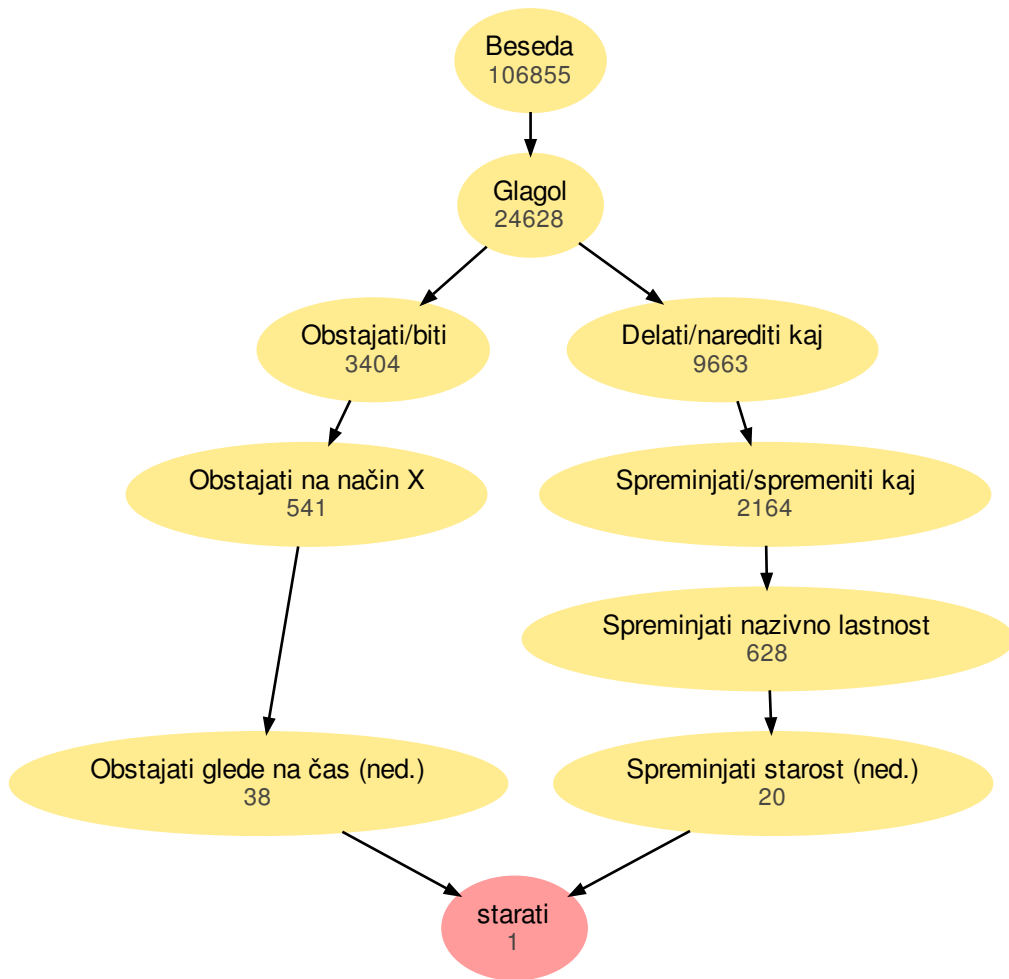 Beseda
106855
Glagol
24628
Obstajati/biti
3404
Delati/narediti kaj
9663
Obstajati na način X
541
Spreminjati/spremeniti kaj
2164
Spreminjati nazivno lastnost
628
Obstajati glede na čas (ned.)
38
Spreminjati starost (ned.)
20
starati
1